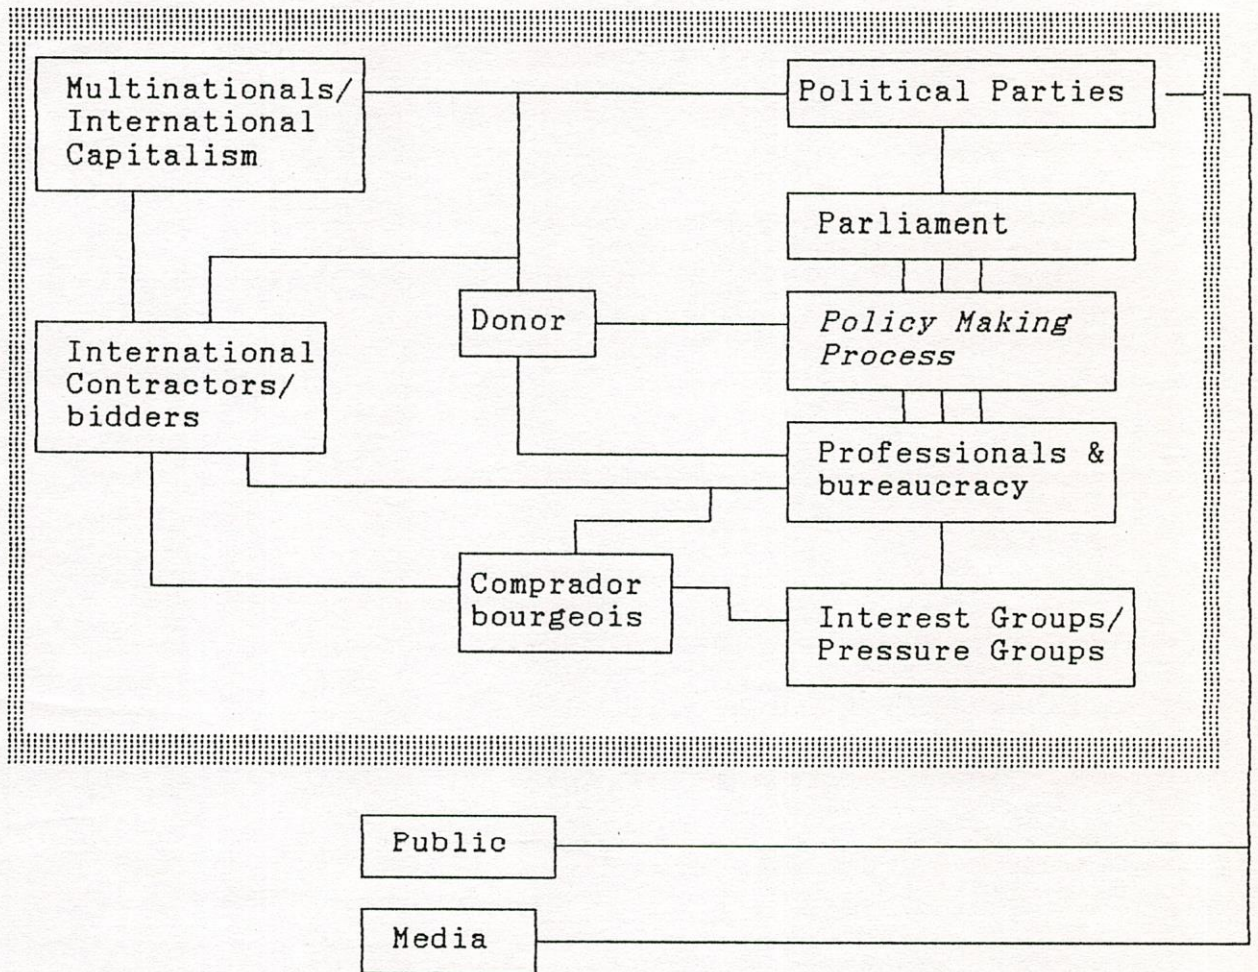 Multinationals/
International
Capitalism
Political Parties
Parliament
Donor
Policy Making
Process
International
Contractors/
bidders
Professionals &
bureaucracy
Comprador
bourgeois
Interest Groups/
Pressure Groups
Public
Media